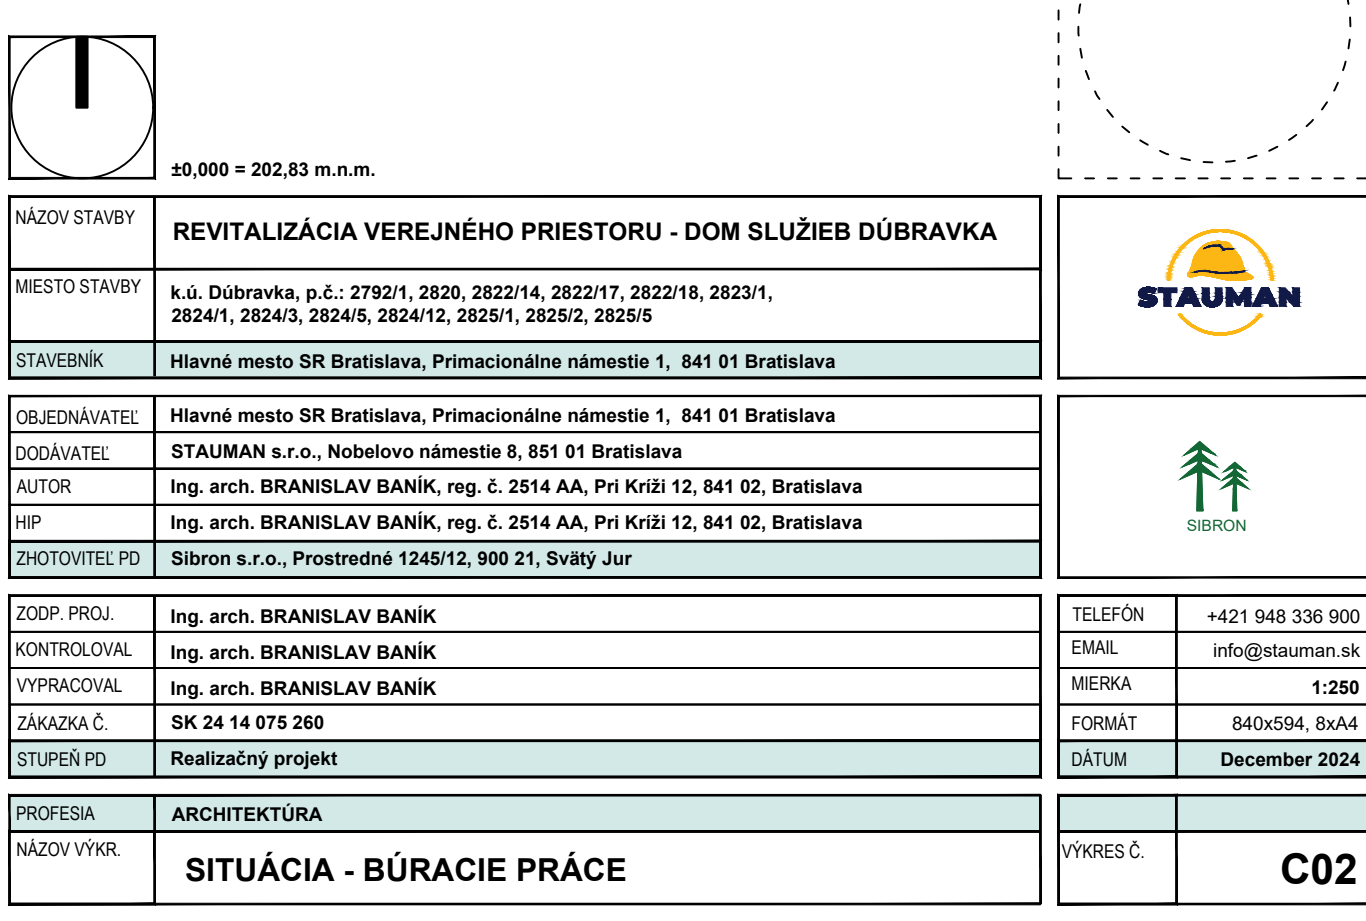 ±0,000 = 202,83 m.n.m.
NÁZOV STAVBY
REVITALIZÁCIA VEREJNÉHO PRIESTORU - DOM SLUŽIEB DÚBRAVKA
MIESTO STAVBY
k.ú. Dúbravka, p.č.: 2792/1, 2820, 2822/14, 2822/17, 2822/18, 2823/1,
2824/1, 2824/3, 2824/5, 2824/12, 2825/1, 2825/2, 2825/5
STAVEBNÍK
Hlavné mesto SR Bratislava, Primacionálne námestie 1, 841 01 Bratislava
STAUMAN
OBJEDNÁVATEĽ
Hlavné mesto SR Bratislava, Primacionálne námestie 1, 841 01 Bratislava
DODÁVATEĽ
STAUMAN s.r.o., Nobelovo námestie 8, 851 01 Bratislava
AUTOR
Ing. arch. BRANISLAV BANÍK, reg. č. 2514 AA, Pri Kríži 12, 841 02, Bratislava
HIP
Ing. arch. BRANISLAV BANÍK, reg. č. 2514 AA, Pri Kríži 12, 841 02, Bratislava
ZHOTOVITEĽ PD
Sibron s.r.o., Prostredné 1245/12, 900 21, Svätý Jur
SIBRON
ZODP. PROJ.
Ing. arch. BRANISLAV BANÍK
KONTROLOVAL
Ing. arch. BRANISLAV BANÍK
VYPRACOVAL
Ing. arch. BRANISLAV BANÍK
ZÁKAZKA Č.
SK 24 14 075 260
STUPEŇ PD
Realizačný projekt
TELEFÓN
+421 948 336 900
EMAIL
info@stauman.sk
MIERKA
1:250
FORMÁT
840x594, 8xA4
DÁTUM
December 2024
PROFESIA
ARCHITEKTÚRA
NÁZOV VÝKR.
SITUÁCIA - BÚRACIE PRÁCE
VÝKRES Č.
C02